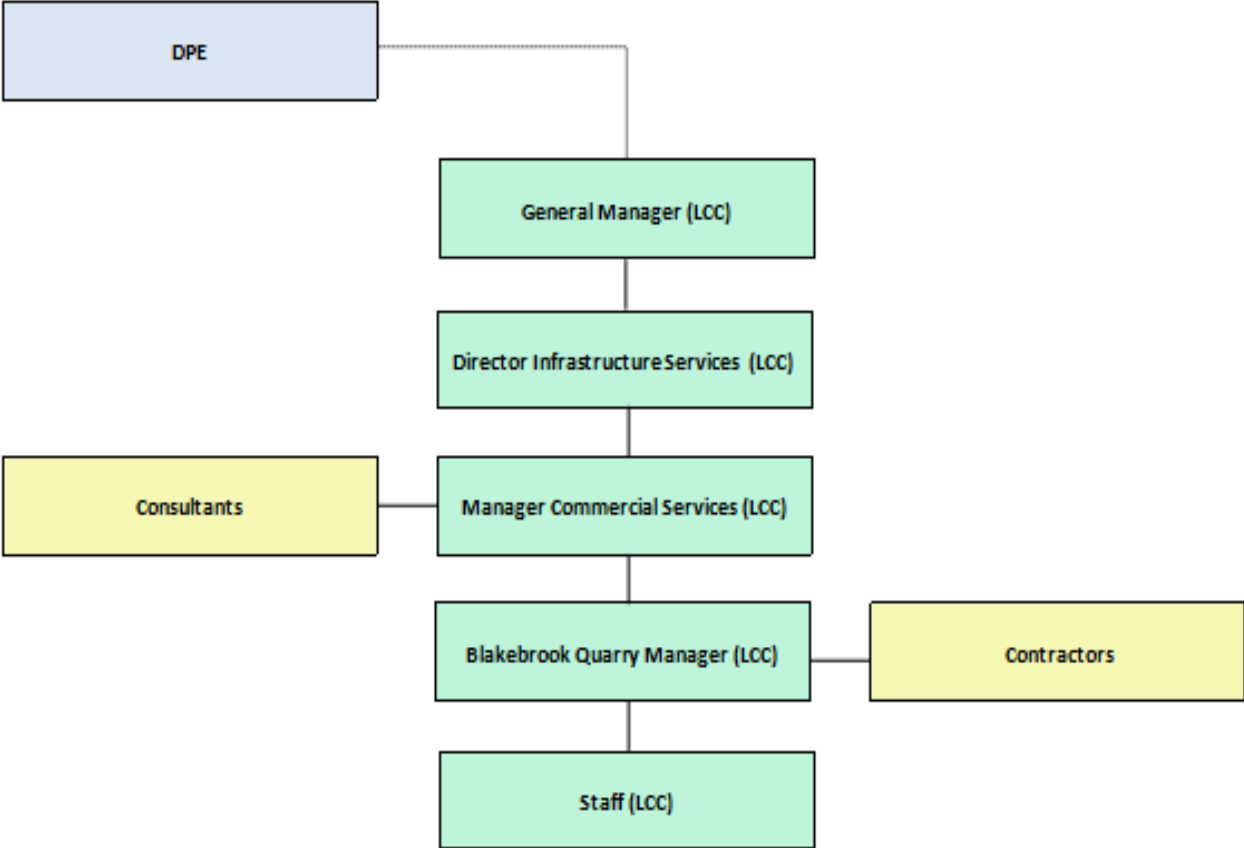 DPE
General Manager (LCC)
Director Infrastructure Services (LCC)
Consultants
Manager Commercial Services (LCC)
Blakebrook Quarry Manager (LCC)
Contractors
Staff (LCC)